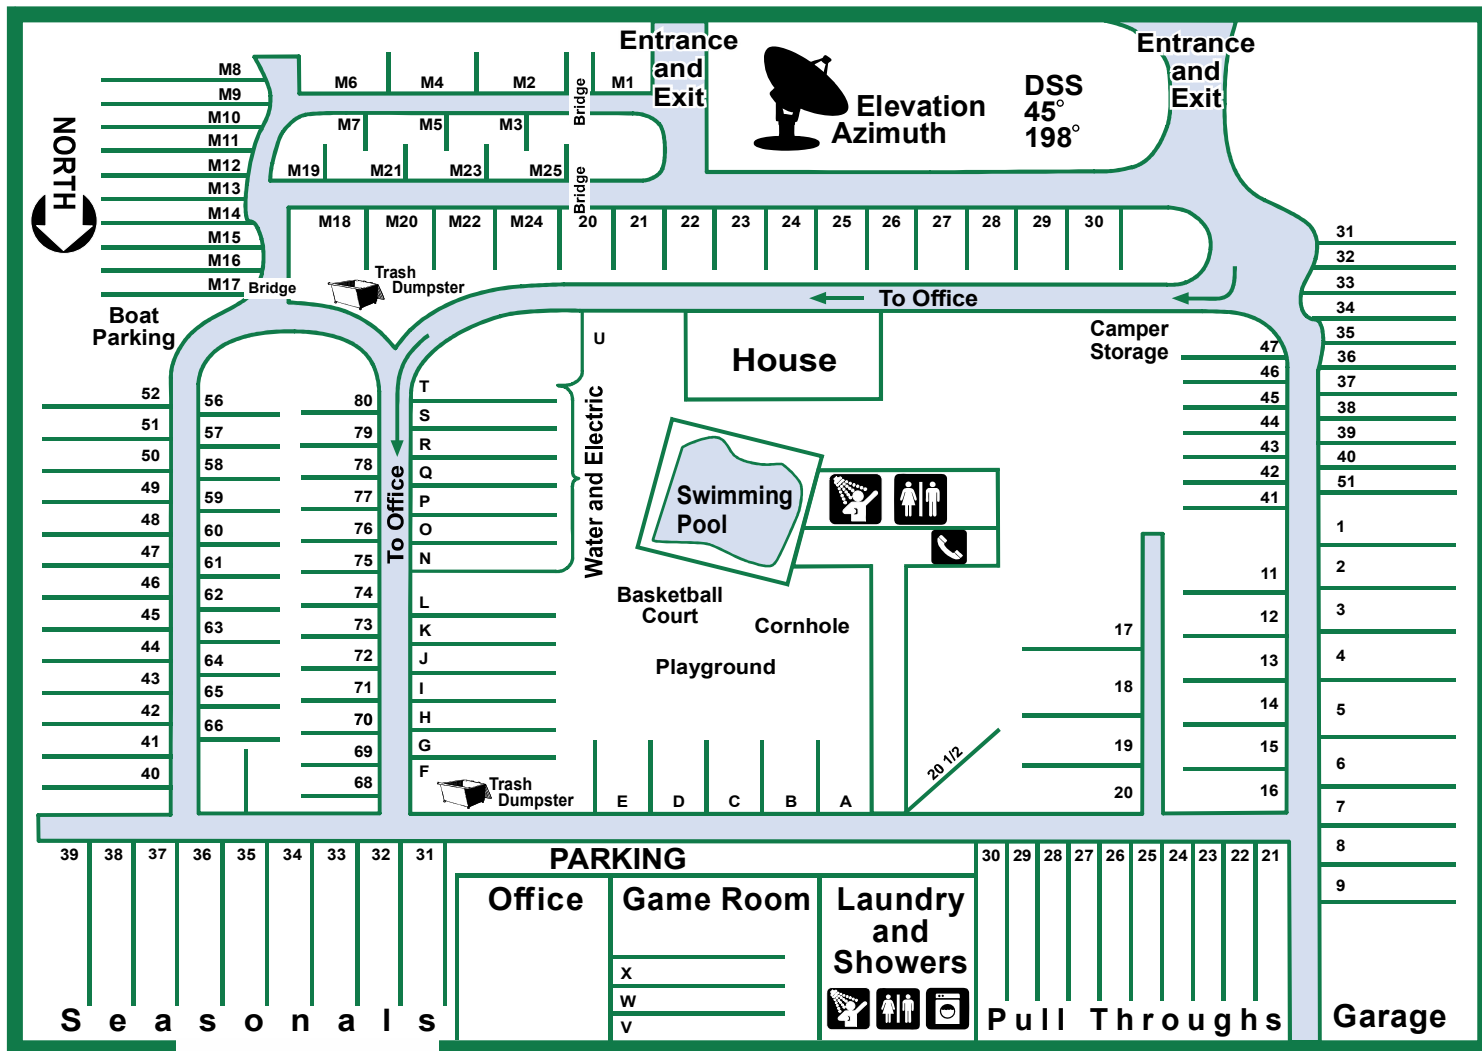 Entrance
and
Exit
Entrance
and
Exit
DSS
45°
198°
Elevation
Azimuth
NORTH
M8
M9
M10
M11
M12
M13
M14
M15
M16
M17
M6
M4
M2
M1
Bridge
M7
M5
M3
M19
M21
M23
M25
Bridge
M18
M20
M22
M24
20
21
22
23
24
25
26
27
28
29
30
Bridge
Trash
Dumpster
Boat
Parking
To Office
31
32
33
34
35
36
37
38
39
40
51
1
2
3
4
5
6
7
8
9
Camper
Storage
47
46
45
44
43
42
41
11
12
13
14
15
16
House
U
T
S
R
Q
P
O
N
L
K
J
I
H
G
F
Water and Electric
To Office
52
51
50
49
48
47
46
45
44
43
42
41
40
56
57
58
59
60
61
62
63
64
65
66
80
79
78
77
76
75
74
73
72
71
70
69
68
Swimming
Pool
Basketball
Court
Cornhole
Playground
17
18
19
20
20 1/2
Trash
Dumpster
E
D
C
B
A
39
38
37
36
35
34
33
32
31
PARKING
30
29
28
27
26
25
24
23
22
21
Office
Game Room
Laundry
and
Showers
X
W
V
Seasonals
Pull Throughs
Garage